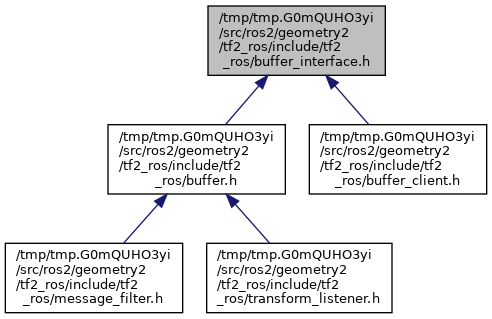 /tmp/tmp.G0mQUHO3yi
/src/ros2/geometry2
/tf2_ros/include/tf2
_ros/buffer_interface.h
/tmp/tmp.G0mQUHO3yi
/src/ros2/geometry2
/tf2_ros/include/tf2
_ros/buffer.h
/tmp/tmp.G0mQUHO3yi
/src/ros2/geometry2
/tf2_ros/include/tf2
_ros/buffer_client.h
/tmp/tmp.G0mQUHO3yi
/src/ros2/geometry2
/tf2_ros/include/tf2
_ros/message_filter.h
/tmp/tmp.G0mQUHO3yi
/src/ros2/geometry2
/tf2_ros/include/tf2
_ros/transform_listener.h